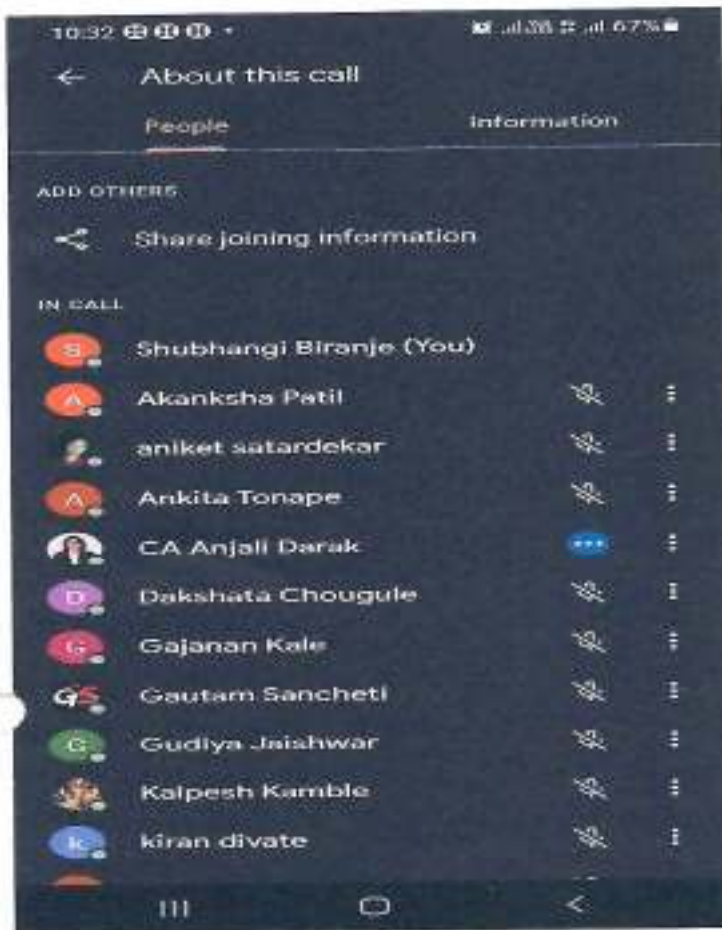 10:32
67%
About this call
People Information
ADD OTHERS
Share joining information
IN CALL
S Shubhangi Biranje (You)
A Akanksha Patil
aniket satardekar
A Ankita Tonape
CA Anjali Darak
D Dakshata Chougule
G Gajanan Kale
GS Gautam Sancheti
G Gudiya Jaishwar
Kalpesh Kamble
k kiran divate